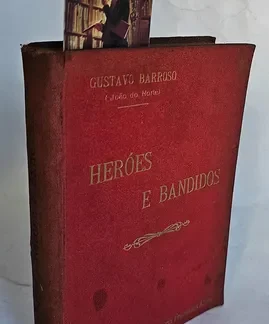 GUSTAVO BARROSO
(João do Norte)
HERÓES
E BANDIDOS